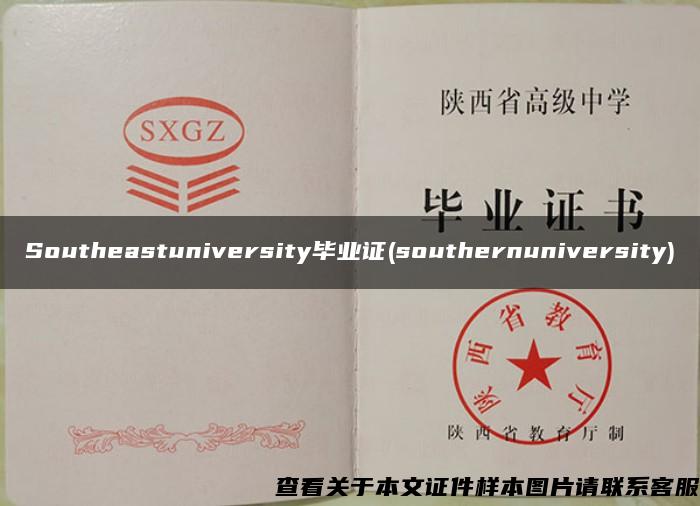 SXGZ
陕西省高级中学
毕业证书
Southeastuniversity毕业证(southernuniversity)
陕西省教育厅
陕西省教育厅制
查看关于本文证件样本图片请联系客服